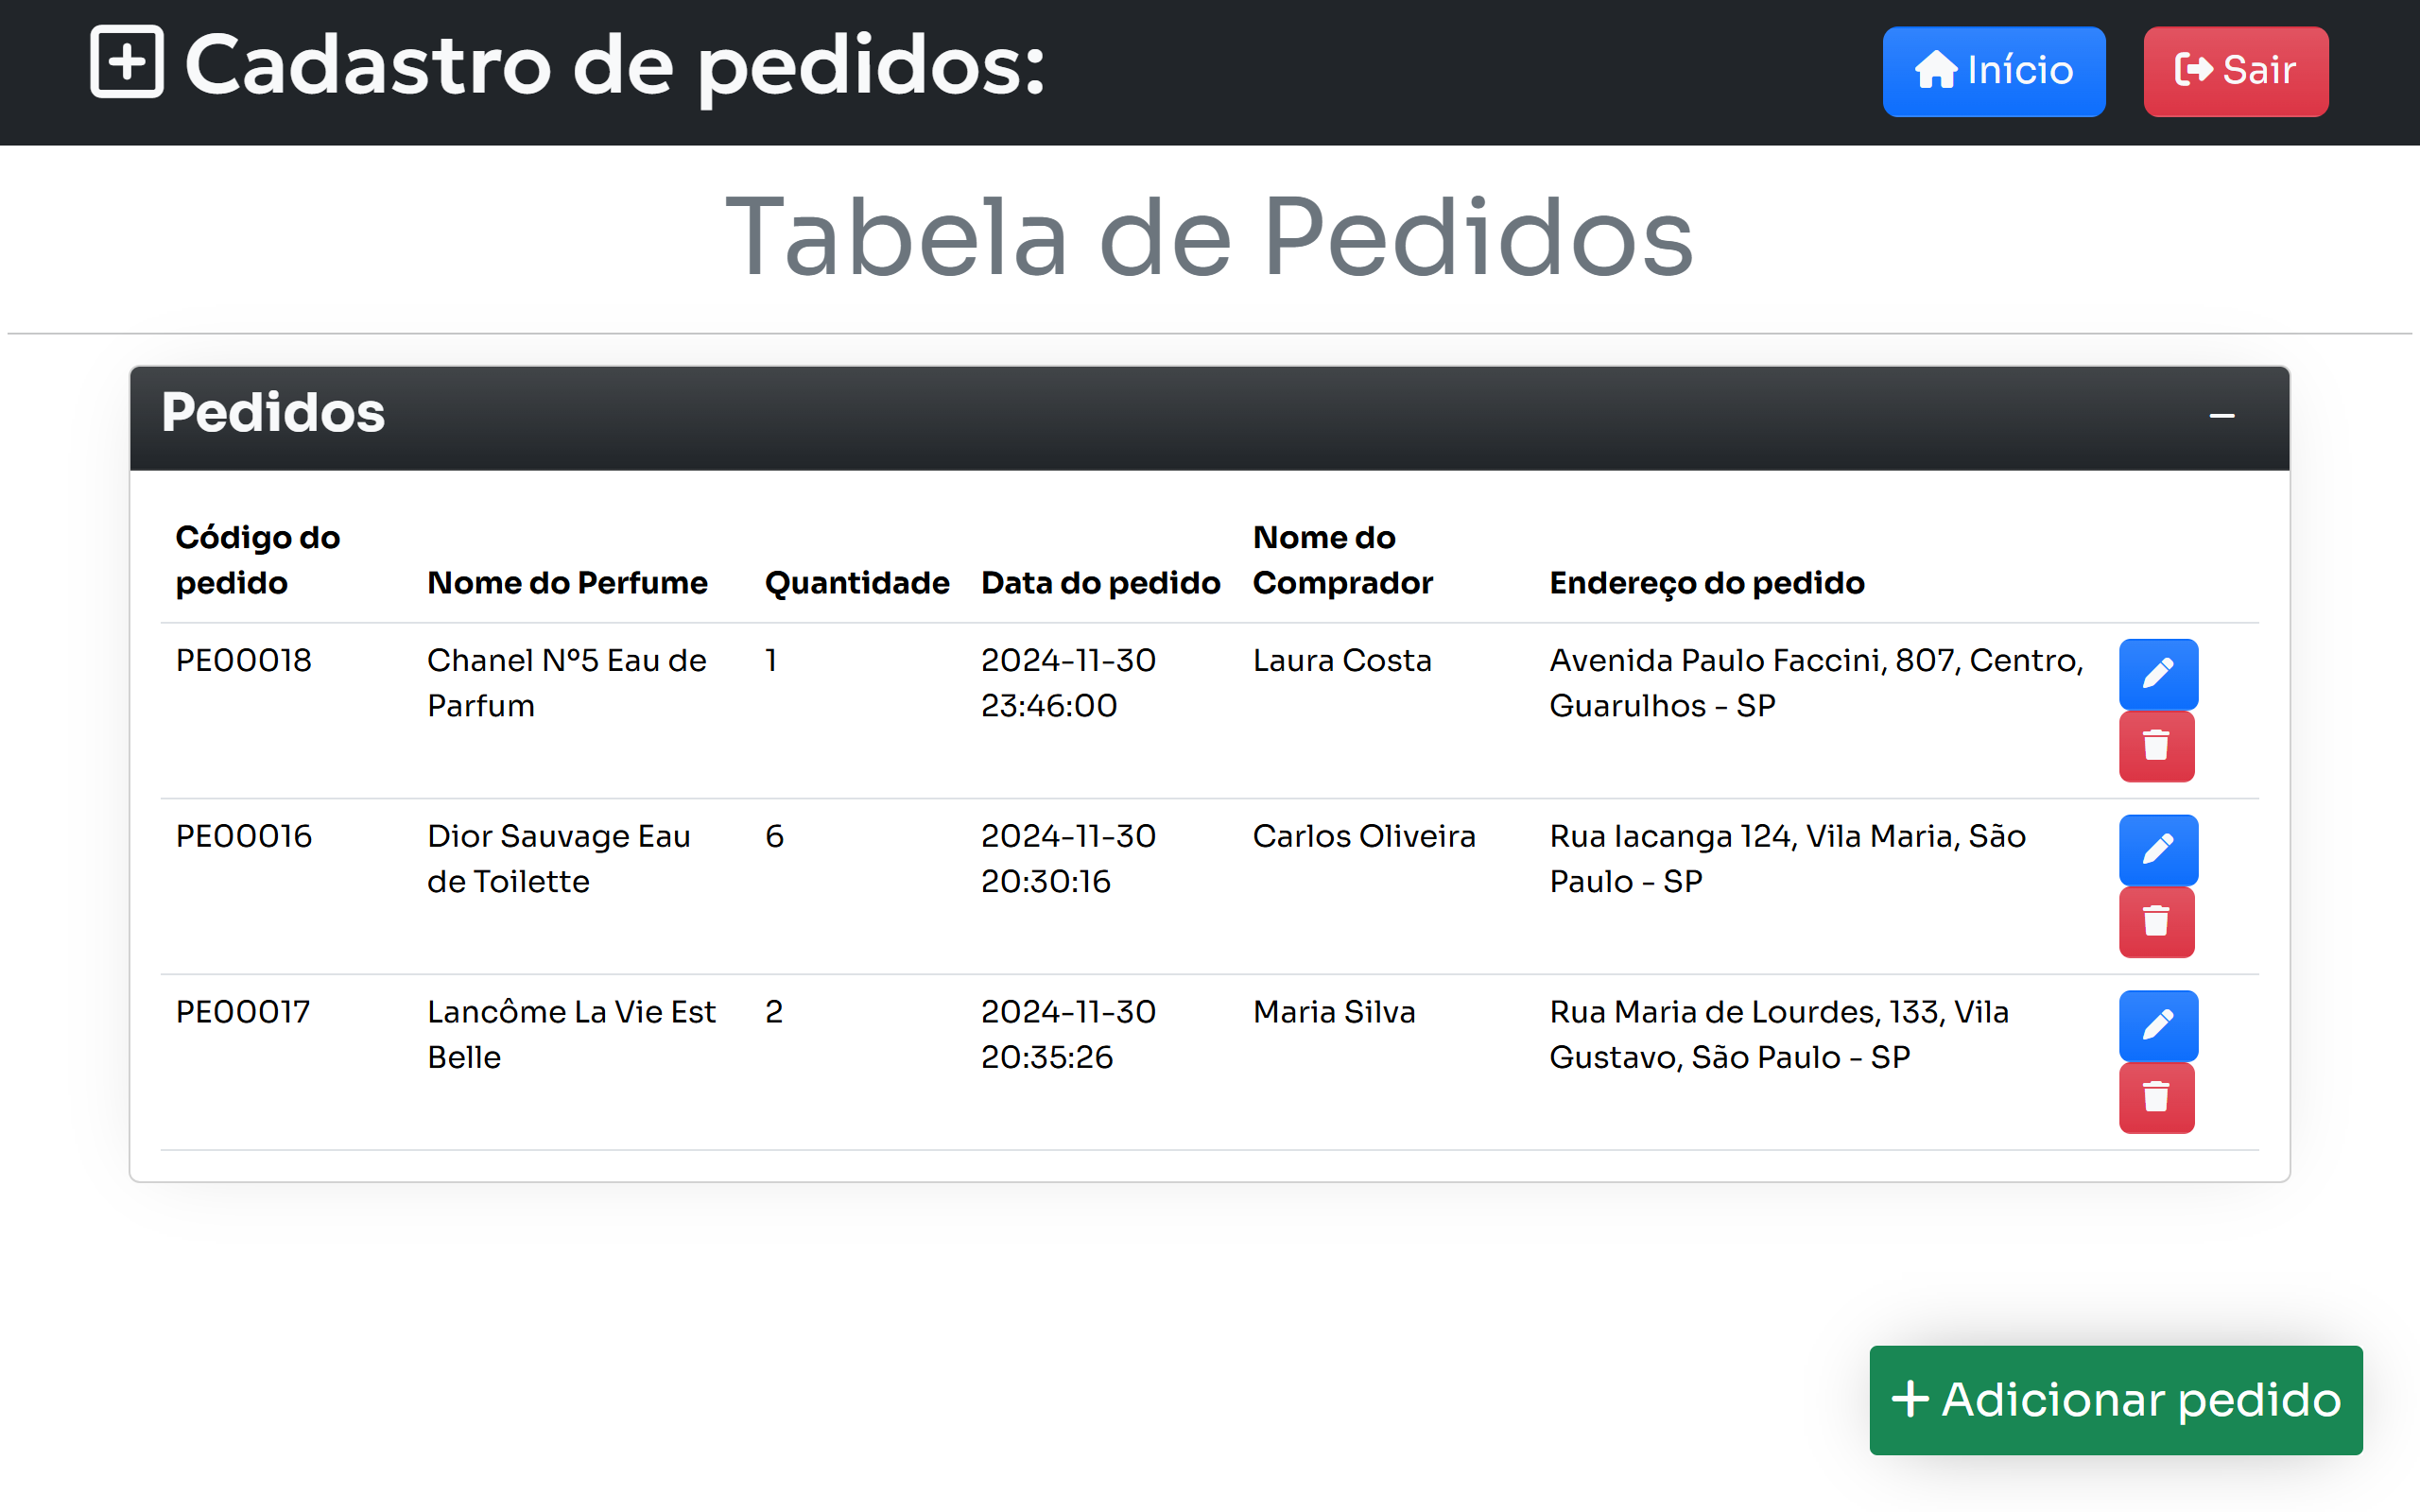 Cadastro de pedidos:
Início
Sair
Tabela de Pedidos
Pedidos
Código do pedido
Nome do Perfume
Quantidade
Data do pedido
Nome do Comprador
Endereço do pedido
PE00018
Chanel Nº5 Eau de
Parfum
1
2024-11-30
23:46:00
Laura Costa
Avenida Paulo Faccini, 807, Centro,
Guarulhos - SP
PE00016
Dior Sauvage Eau
de Toilette
6
2024-11-30
20:30:16
Carlos Oliveira
Rua Iacanga 124, Vila Maria, São
Paulo - SP
PE00017
Lancôme La Vie Est
Belle
2
2024-11-30
20:35:26
Maria Silva
Rua Maria de Lourdes, 133, Vila
Gustavo, São Paulo - SP
Adicionar pedido